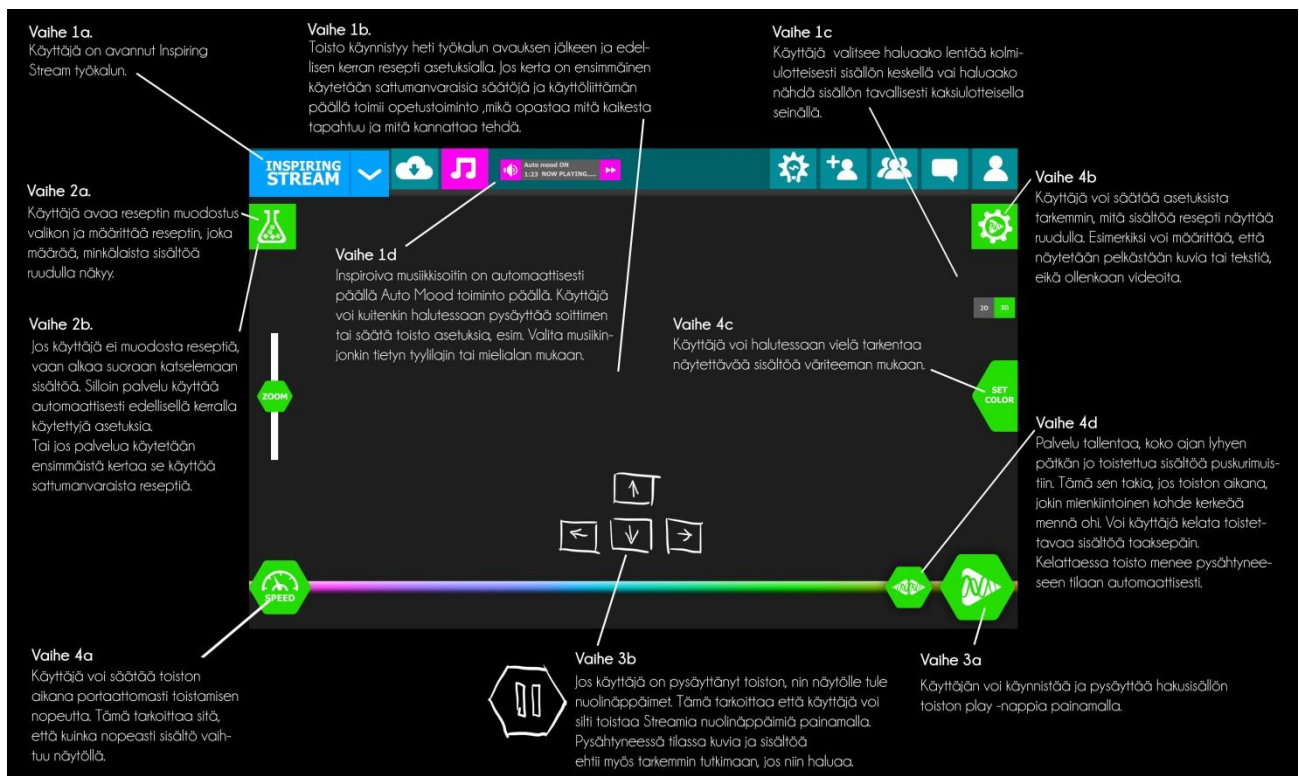 Vaihe 1a.
Käyttäjä on avannut Inspiring
Stream työkalun.
Vaihe 1b.
Toisto käynnistyy heti työkalun avauksen jälkeen ja edel-
lisen kerran resepti asetuksialla. Jos kerta on ensimmäinen
käytetään sattumanvaraisia säätöjä ja käyttöliittämän
päällä toimii opetustoiminto ,mikä opastaa mitä kaikesta
tapahtuu ja mitä kannattaa tehdä.
Vaihe 1c
Käyttäjä valitsee haluaako lentää kolmi-
ulotteisesti sisällön keskellä vai haluaako
nähdä sisällön tavallisesti kaksiulotteisella
seinällä.
INSPIRING
STREAM
Auto mood ON
1:23 NOW PLAYING.....
Vaihe 2a.
Käyttäjä avaa reseptin muodostus
valikon ja määrittää reseptin, joka
määrää, minkälaista sisältöä
ruudulla näkyy.
Vaihe 1d
Inspiroiva musiikkisoitin on automaattisesti
päällä Auto Mood toiminto päällä. Käyttäjä
voi kuitenkin halutessaan pysäyttää soittimen
tai säätä toisto asetuksia, esim. Valita musiikin-
jonkin tietyn tyylilajin tai mielialan mukaan.
Vaihe 4b
Käyttäjä voi säätää asetuksista
tarkemmin, mitä sisältöä resepti näyttää
ruudulla. Esimerkiksi voi määrittää, että
näytetään pelkästään kuvia tai tekstiä,
eikä ollenkaan videoita.
2D 3D
Vaihe 2b.
Jos käyttäjä ei muodosta reseptiä,
vaan alkaa suoraan katselemaan
sisältöä. Silloin palvelu käyttää
automaattisesti edellisellä kerralla
käytettyjä asetuksia.
Tai jos palvelua käytetään
ensimmäistä kertaa se käyttää
sattumanvaraista reseptiä.
ZOOM
Vaihe 4c
Käyttäjä voi halutessaan vielä tarkentaa
näytettävää sisältöä väriteeman mukaan.
SET
COLOR
Vaihe 4d
Palvelu tallentaa, koko ajan lyhyen
pätkän jo toistettua sisältöä puskurimuis-
tiin. Tämä sen takia, jos toiston aikana,
jokin mienkiintoinen kohde kerkeää
mennä ohi. Voi käyttäjä kelata toistet-
tavaa sisältöä taaksepäin.
Kelattaessa toisto menee pysähtynee-
seen tilaan automaattisesti.
SPEED
Vaihe 4a
Käyttäjä voi säätää toiston
aikana portaattomasti toistamisen
nopeutta. Tämä tarkoittaa sitä,
että kuinka nopeasti sisältö vaih-
tuu näytöllä.
Vaihe 3b
Jos käyttäjä on pysäyttänyt toiston, nin näytölle tule
nuolinäppäimet. Tämä tarkoittaa että käyttäjä voi
silti toistaa Streamia nuolinäppäimiä painamalla.
Pysähtyneessä tilassa kuvia ja sisältöä
ehtii myös tarkemmin tutkimaan, jos niin haluaa.
Vaihe 3a
Käyttäjän voi käynnistää ja pysäyttää hakusisällön
toiston play -nappia painamalla.